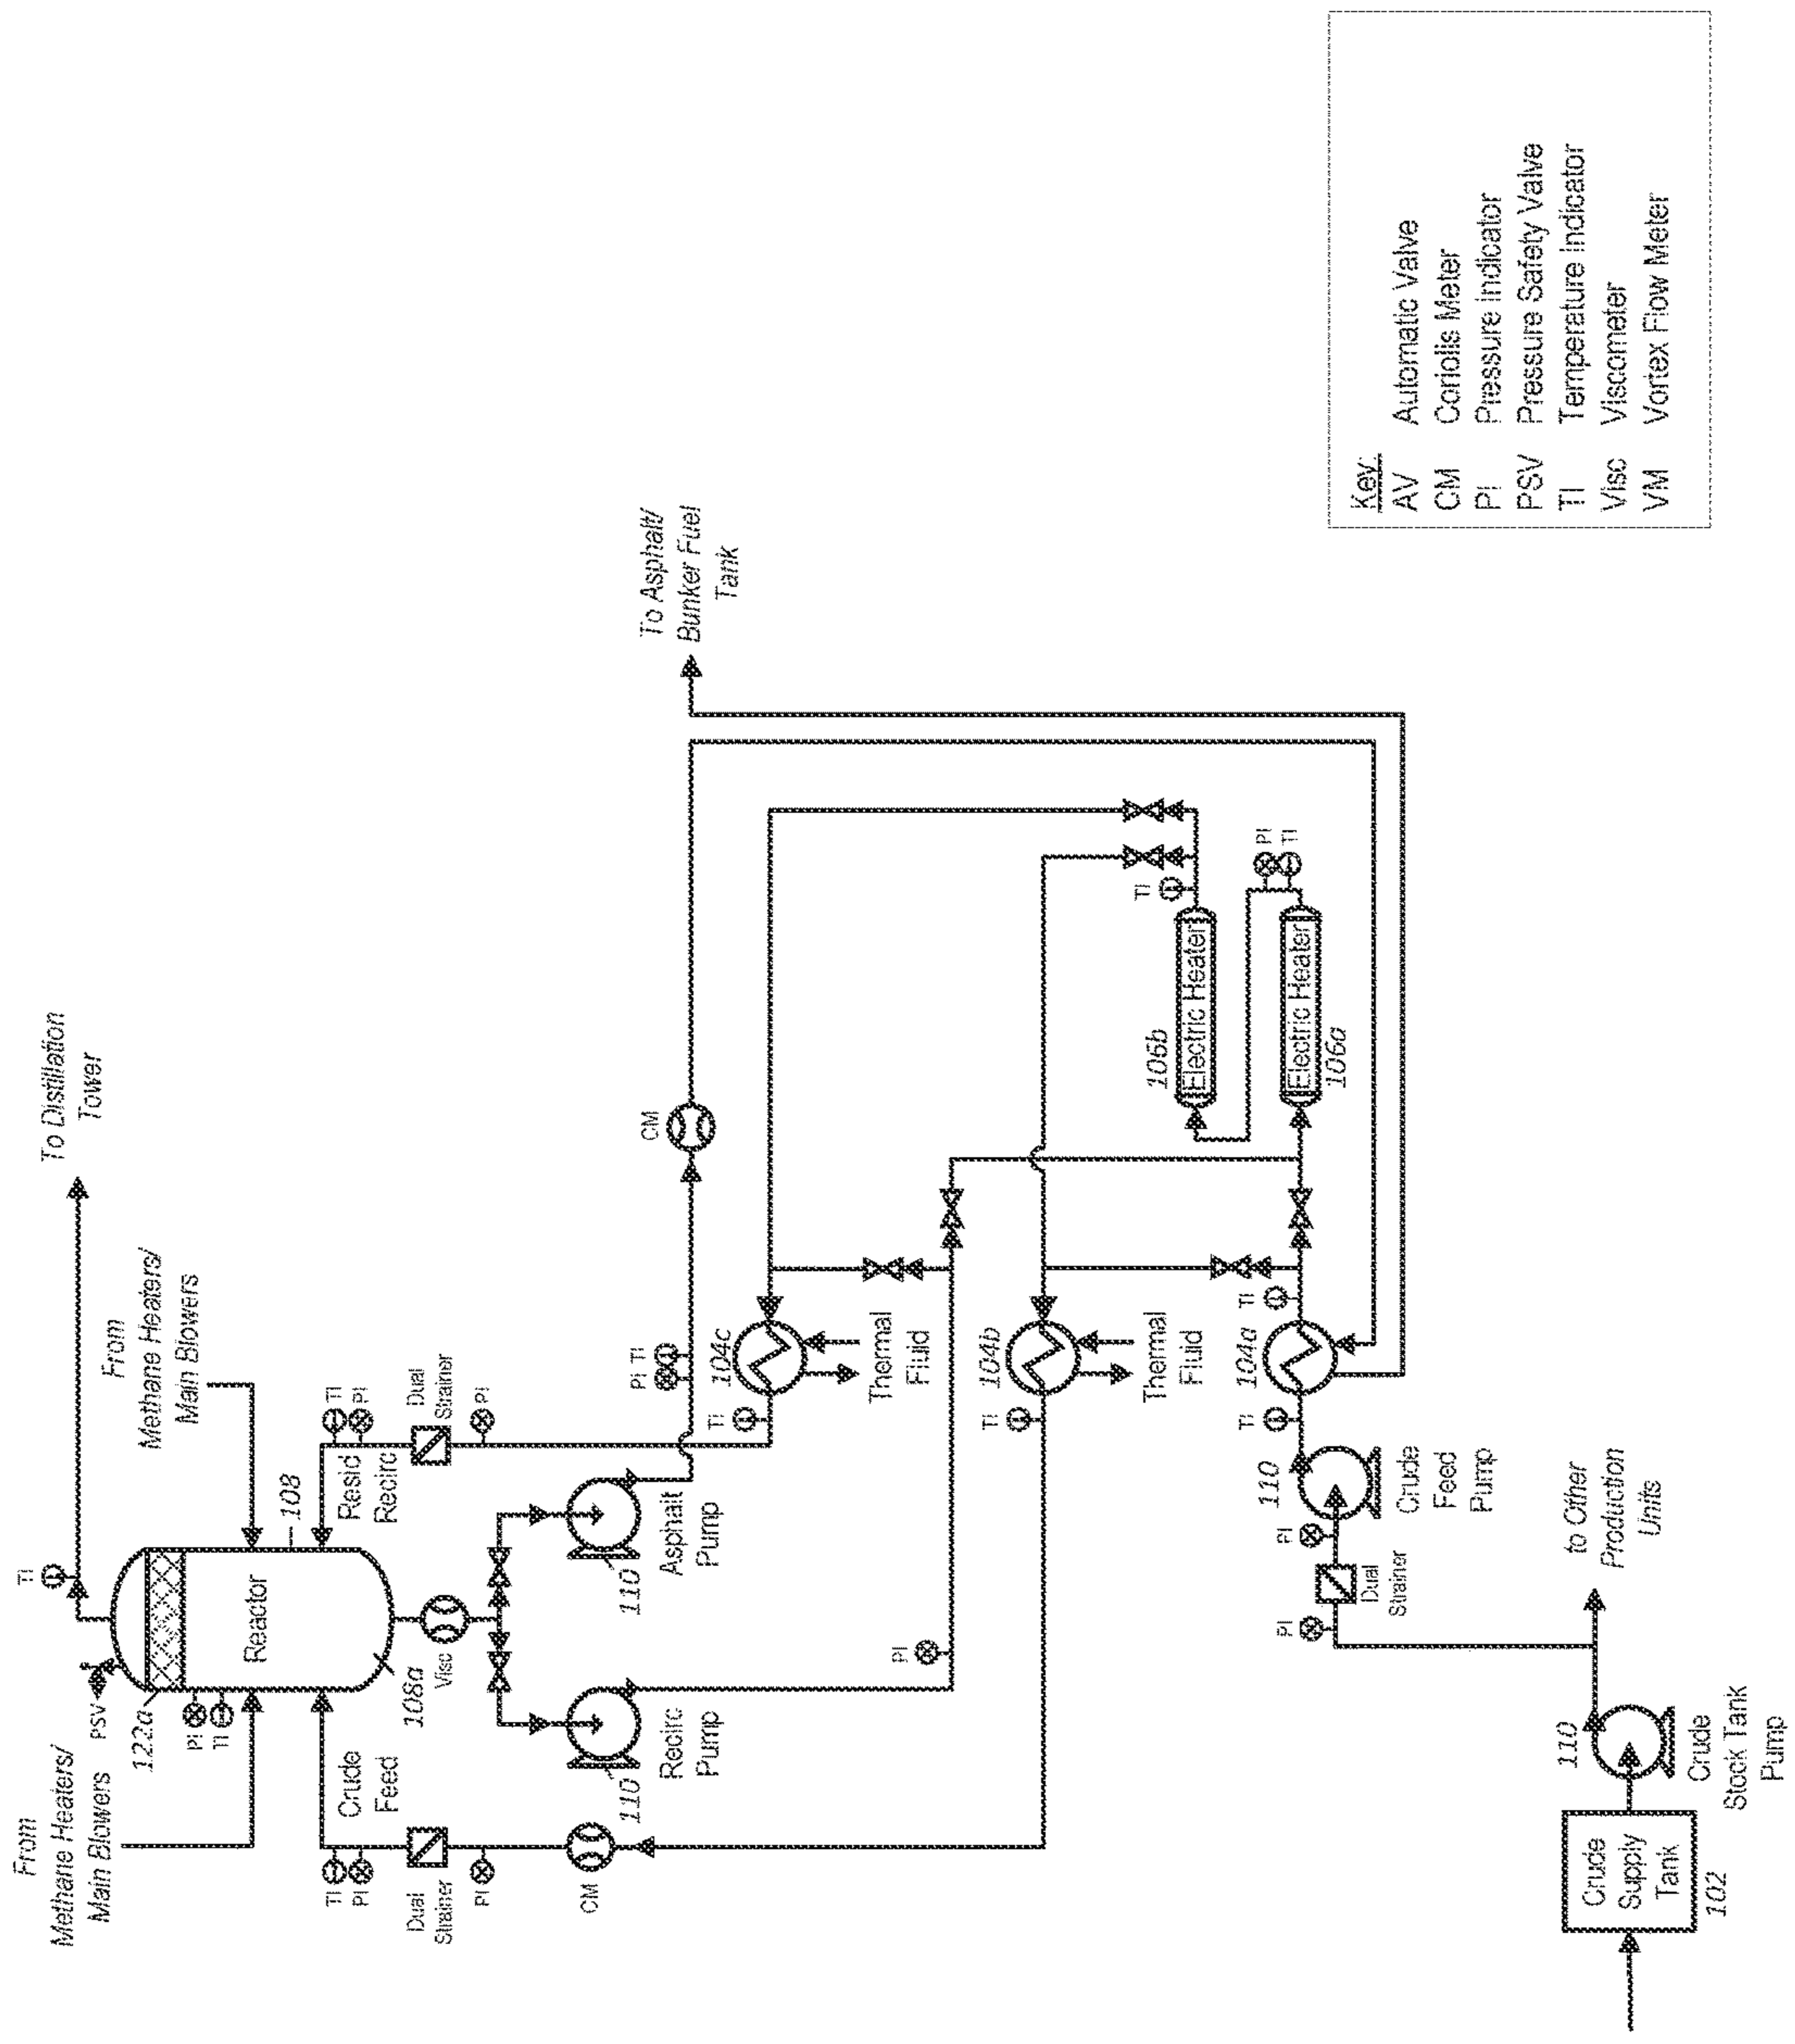 From
Methane Heaters/
Main Blowers
PSV
122a
PI
TI
TI
To Distillation
Tower
From
Methane Heaters/
Main Blowers
Reactor
108
108a
Crude
Feed
TI
PI
Dual
Strainer
PI
CM
Resid
Recirc
TI
PI
Dual
Strainer
PI
Visc
110
Recirc
Pump
110
Asphalt
Pump
PI
TI
CM
To Asphalt/
Bunker Fuel
Tank
104c
TI
Thermal
Fluid
PI
104b
TI
Thermal
Fluid
TI
105b
Electric Heater
PI
TI
Electric Heater
106a
104a
TI
TI
110
PI
Crude
Feed
Pump
Dual
Strainer
PI
to Other
Production
Units
110
Crude
Stock Tank
Pump
Crude
Supply
Tank
102
Key:
AV Automatic Valve
CM Coriolis Meter
PI Pressure Indicator
PSV Pressure Safety Valve
TI Temperature Indicator
Visc Viscometer
VM Vortex Flow Meter